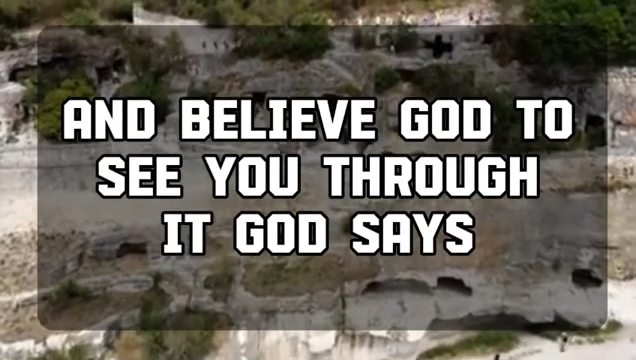 AND BELIEVE GOD TO
SEE YOU THROUGH
IT GOD SAYS